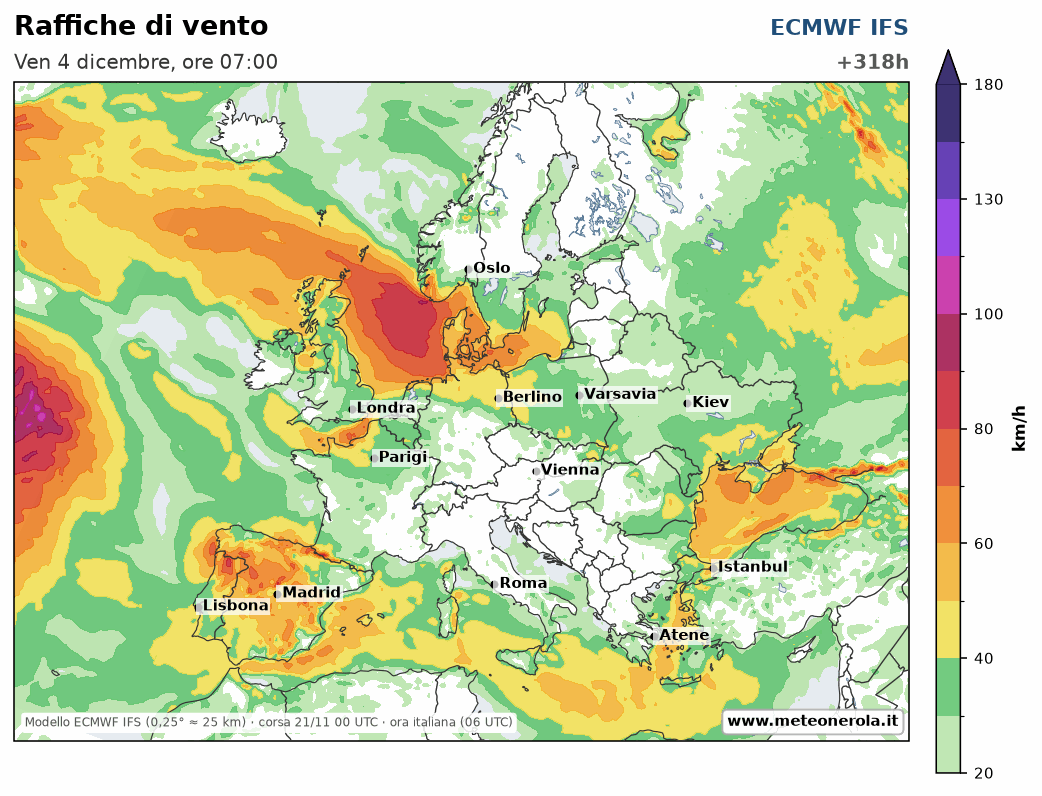 Raffiche di vento
ECMWF IFS
Ven 4 dicembre, ore 07:00
+318h
180
130
100
80
60
40
20
km/h
Oslo
Londra
Berlino
Varsavia
Kiev
Parigi
Vienna
Istanbul
Roma
Madrid
Lisbona
Atene
Modello ECMWF IFS (0,25° ≈ 25 km) · corsa 21/11 00 UTC · ora italiana (06 UTC)
www.meteonerola.it